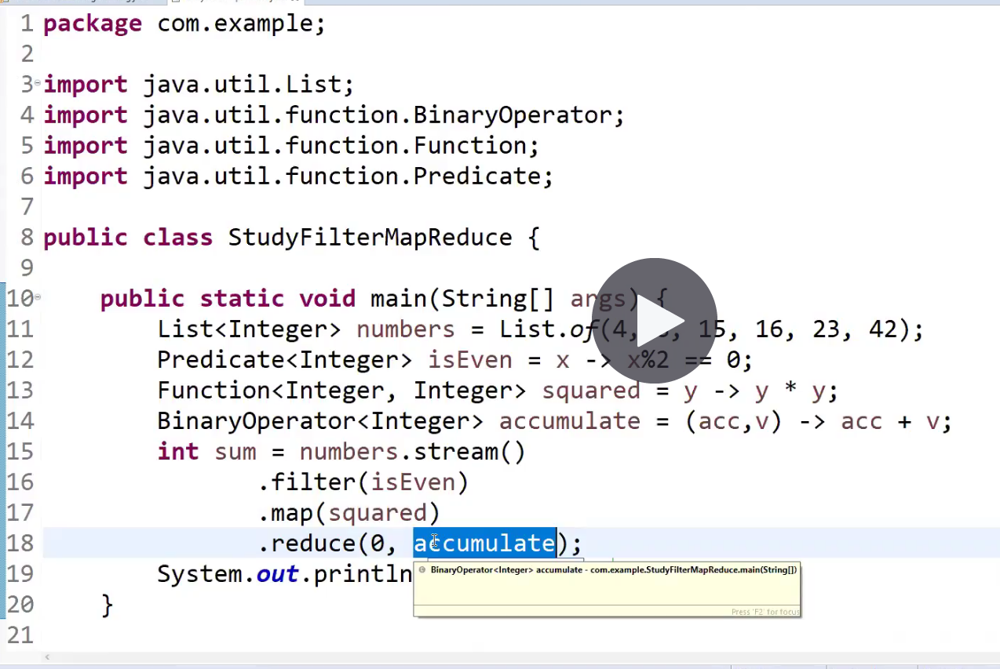 1 package com.example;
2
3 import java.util.List;
4 import java.util.function.BinaryOperator;
5 import java.util.function.Function;
6 import java.util.function.Predicate;
7
8 public class StudyFilterMapReduce {
9
10 public static void main(String[] args) {
11 List<Integer> numbers = List.of(4, 15, 16, 23, 42);
12 Predicate<Integer> isEven = x -> x%2 == 0;
13 Function<Integer, Integer> squared = y -> y * y;
14 BinaryOperator<Integer> accumulate = (acc,v) -> acc + v;
15 int sum = numbers.stream()
16 .filter(isEven)
17 .map(squared)
18 .reduce(0, accumulate);
19 System.out.println
BinaryOperator<Integer> accumulate - com.example.StudyFilterMapReduce.main(String[])
20 }
Press 'F2' for focus
21